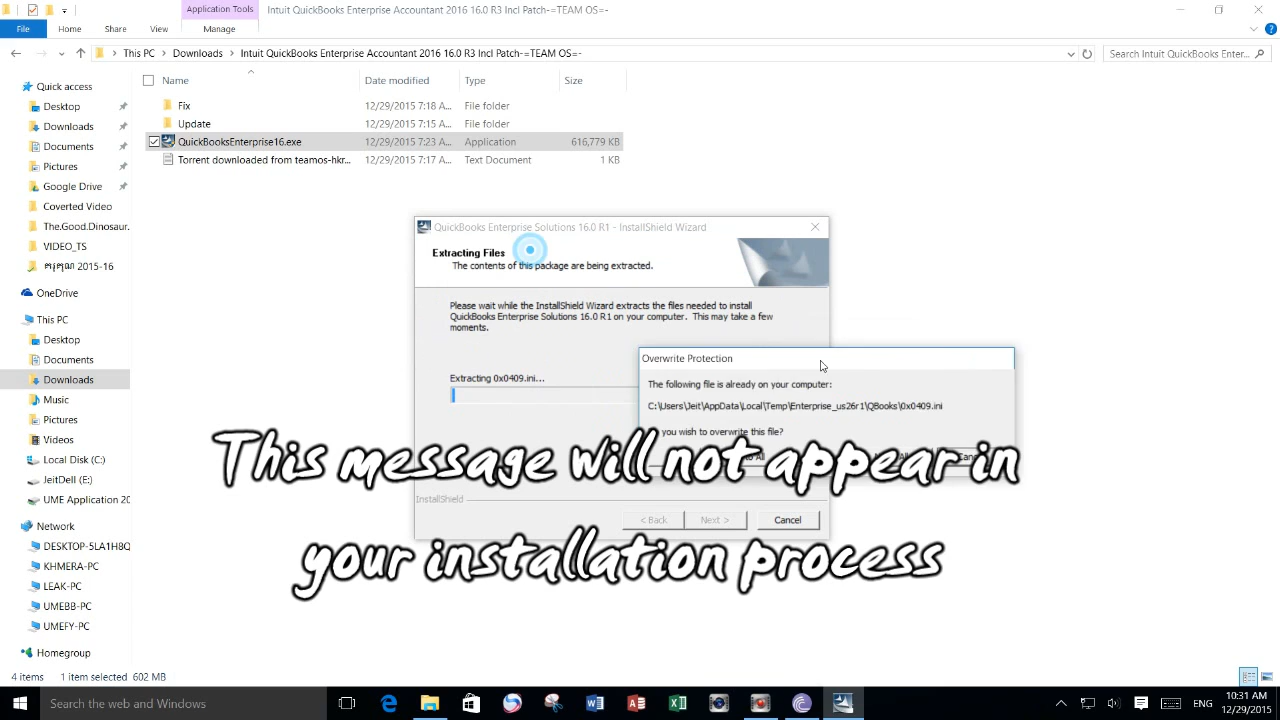 Application Tools
Intuit QuickBooks Enterprise Accountant 2016 16.0 R3 Incl Patch-=TEAM OS=-
File
Home
Share
View
Manage
This PC
Downloads
Intuit QuickBooks Enterprise Accountant 2016 16.0 R3 Incl Patch-=TEAM OS=-
Search Intuit QuickBooks Enter...
Name
Date modified
Type
Size
Fix
12/29/2015 7:18 A...
File folder
Update
12/29/2015 7:15 A...
File folder
QuickBooksEnterprise16.exe
12/29/2015 7:23 A...
Application
616,779 KB
Torrent downloaded from teamos-hkr...
12/29/2015 7:17 A...
Text Document
1 KB
Quick access
Desktop
Downloads
Documents
Pictures
Google Drive
Coverted Video
The.Good.Dinosaur.
VIDEO_TS
2015-16
OneDrive
This PC
Desktop
Documents
Downloads
Music
Pictures
Videos
Local Disk (C:)
JeitDell (E:)
UME Application 20
Network
DESKTOP-5LA1H8Q
KHMERA-PC
LEAK-PC
UMEBB-PC
UMEFY-PC
Homegroup
QuickBooks Enterprise Solutions 16.0 R1 - InstallShield Wizard
Extracting Files
The contents of this package are being extracted.
Please wait while the InstallShield Wizard extracts the files needed to install
QuickBooks Enterprise Solutions 16.0 R1 on your computer. This may take a few
moments.
Extracting 0x0409.ini...
Overwrite Protection
The following file is already on your computer:
C:\Users\Jeit\AppData\Local\Temp\Enterprise_us26r1\QBooks\0x0409.ini
you wish to overwrite this file?
This message will not appear in
your installation process
InstallShield
< Back
Next >
Cancel
4 items
1 item selected
602 MB
Search the web and Windows
ENG
10:31 AM
12/29/2015